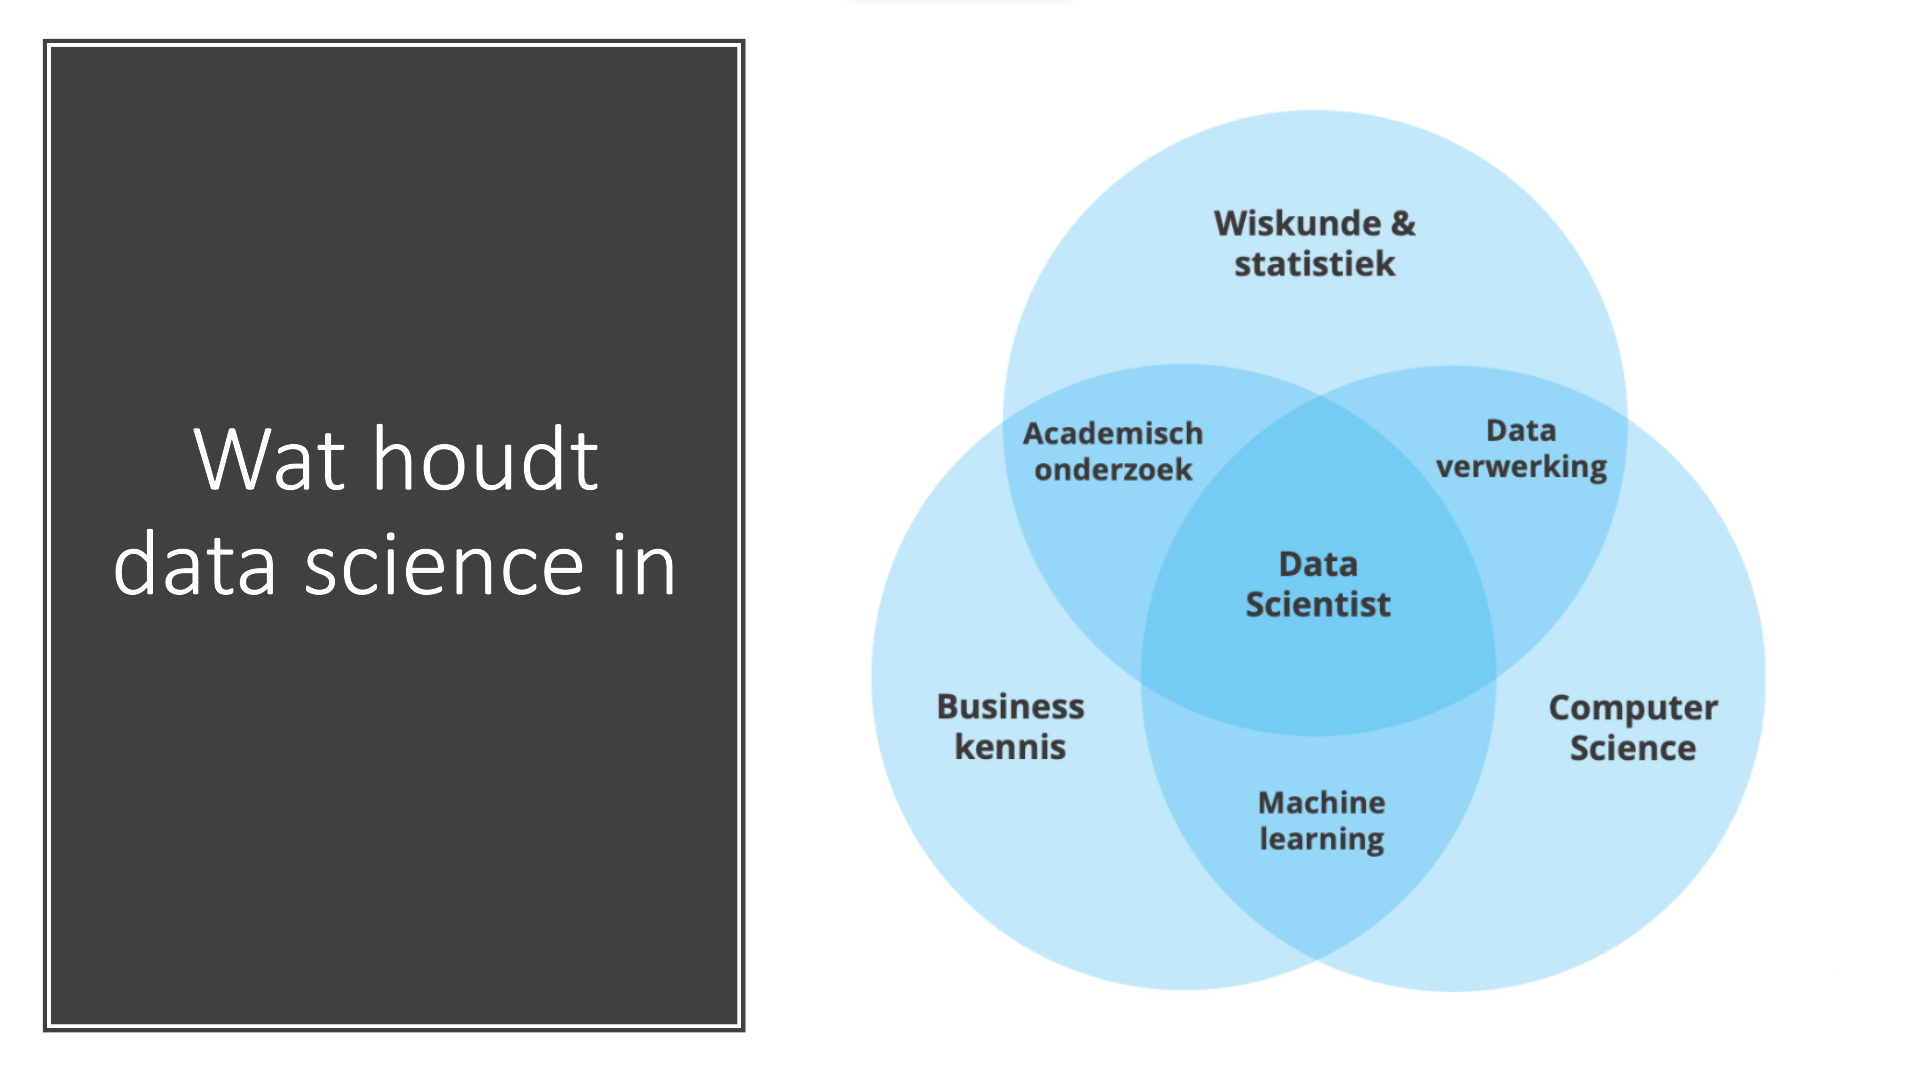 Wat houdt
data science in
Wiskunde &
statistiek
Academisch
onderzoek
Data
verwerking
Data
Scientist
Business
kennis
Computer
Science
Machine
learning